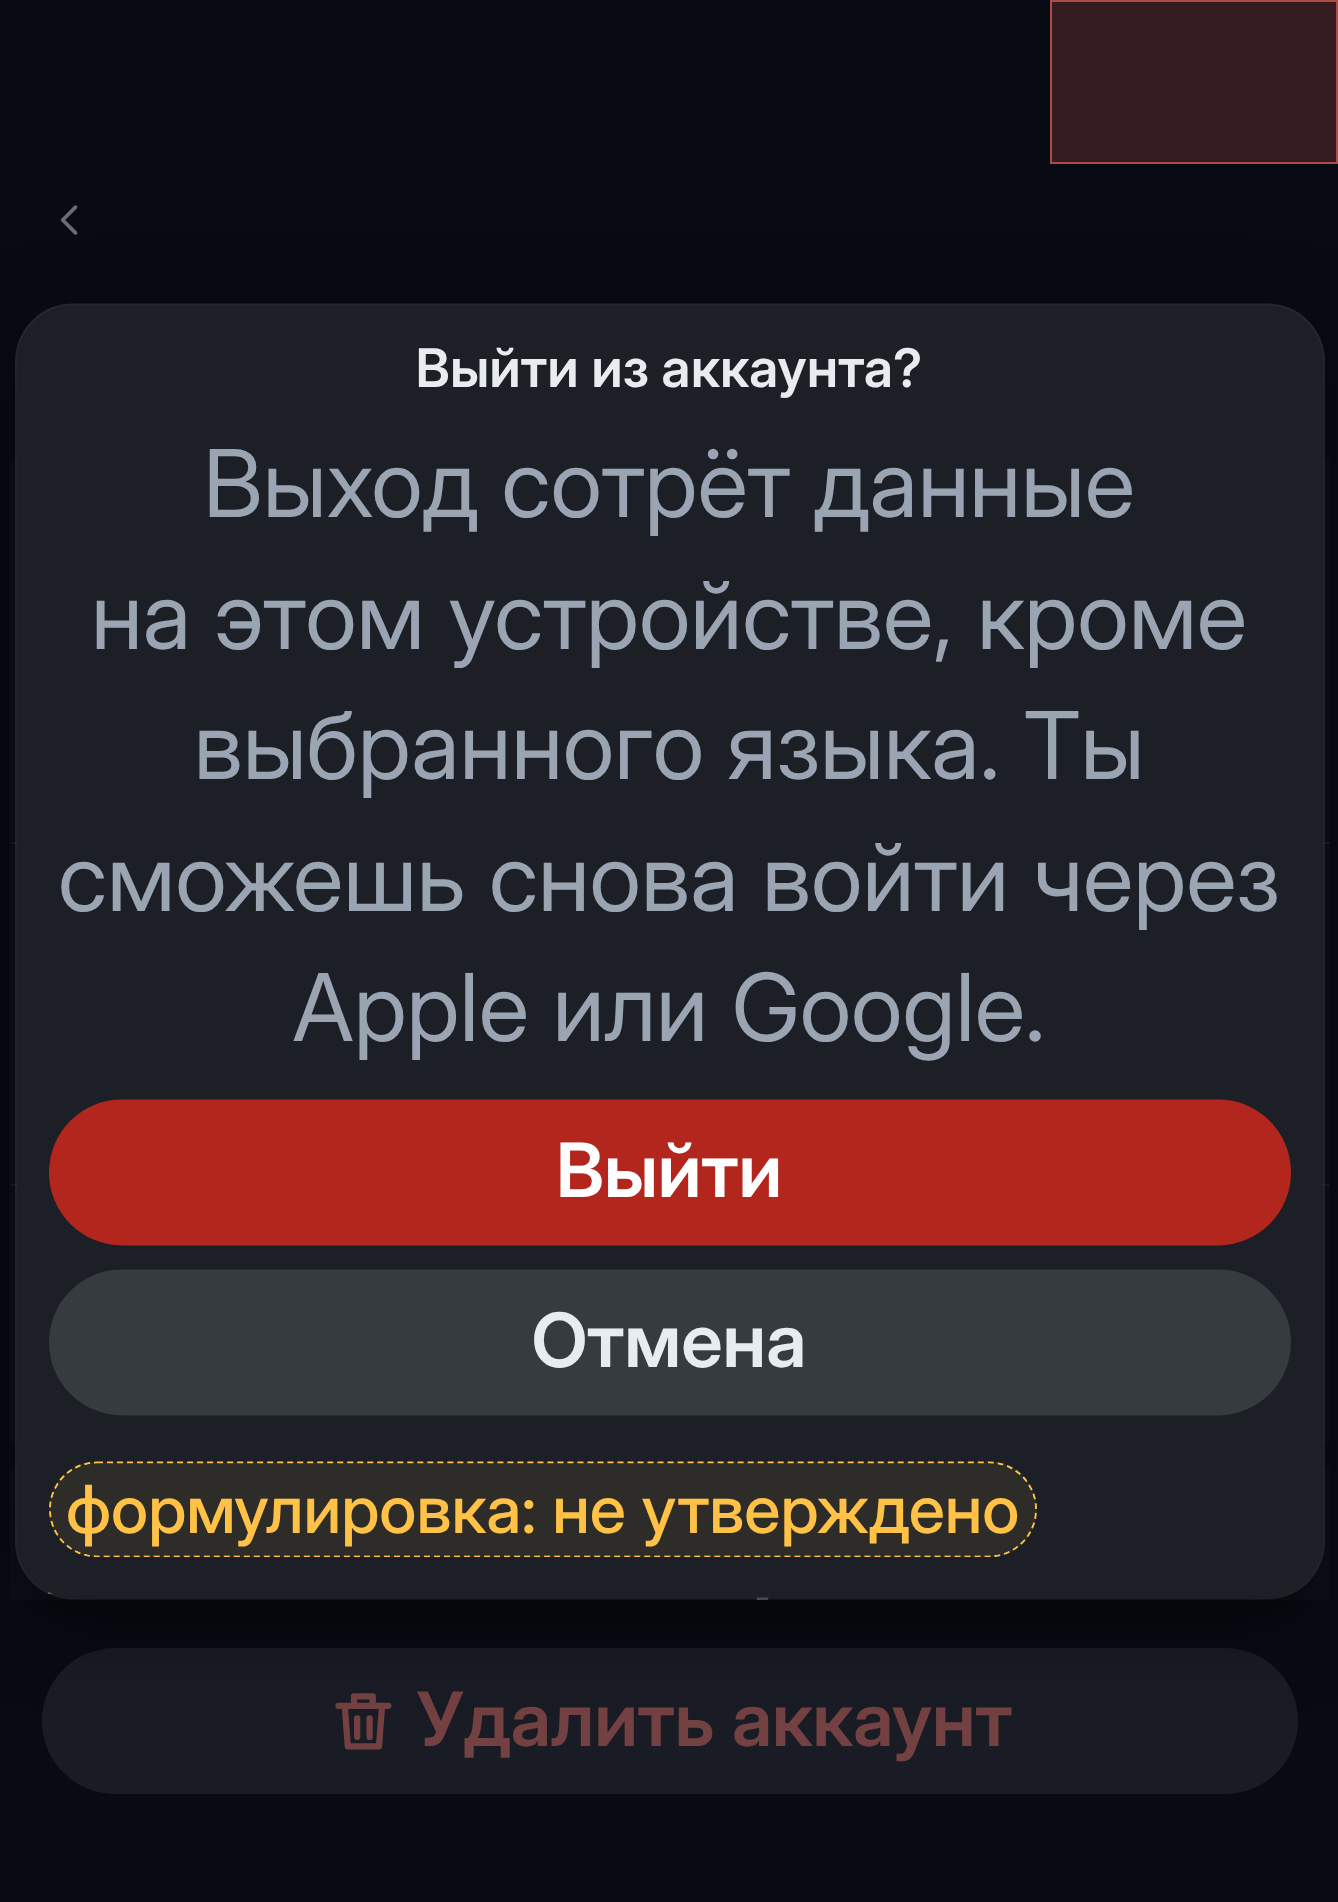 Выйти из аккаунта?
Выход сотрёт данные
на этом устройстве, кроме
выбранного языка. Ты
сможешь снова войти через
Apple или Google.
Выйти
Отмена
формулировка: не утверждено
Удалить аккаунт